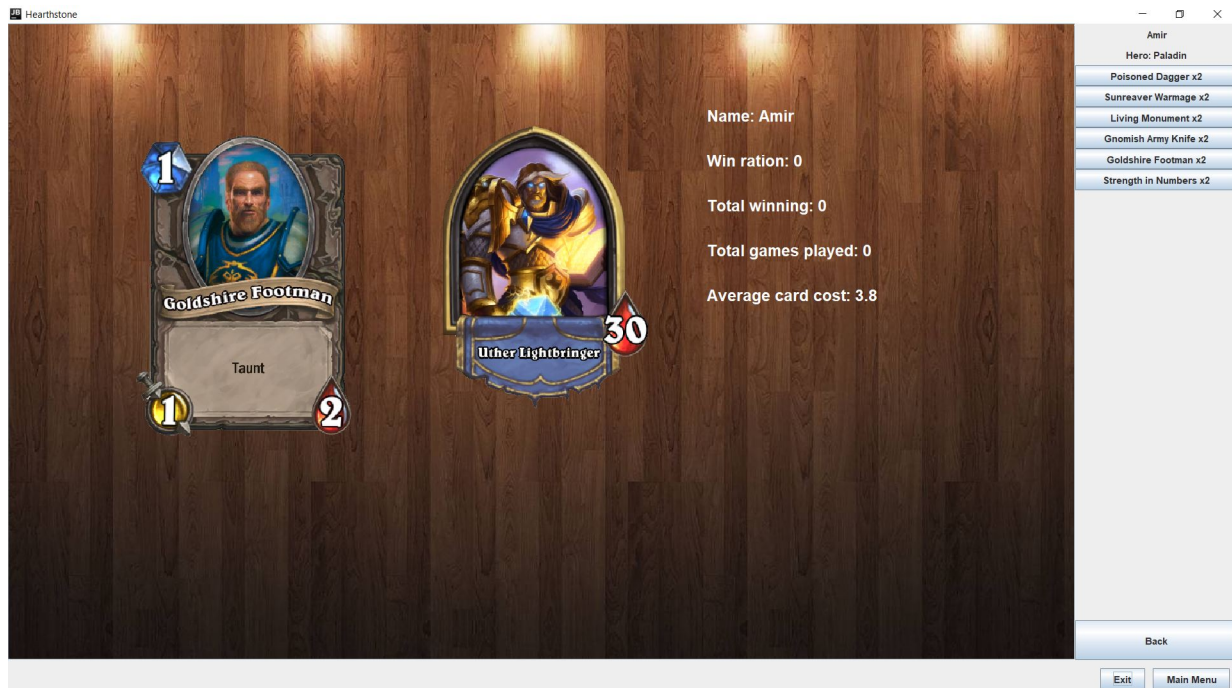 Hearthstone
Amir
Hero: Paladin
Poisoned Dagger x2
Sunreaver Warmage x2
Living Monument x2
Gnomish Army Knife x2
Goldshire Footman x2
Strength in Numbers x2
1
Goldshire Footman
Taunt
1
2
30
Uther Lightbringer
Name: Amir
Win ration: 0
Total winning: 0
Total games played: 0
Average card cost: 3.8
Back
Exit
Main Menu